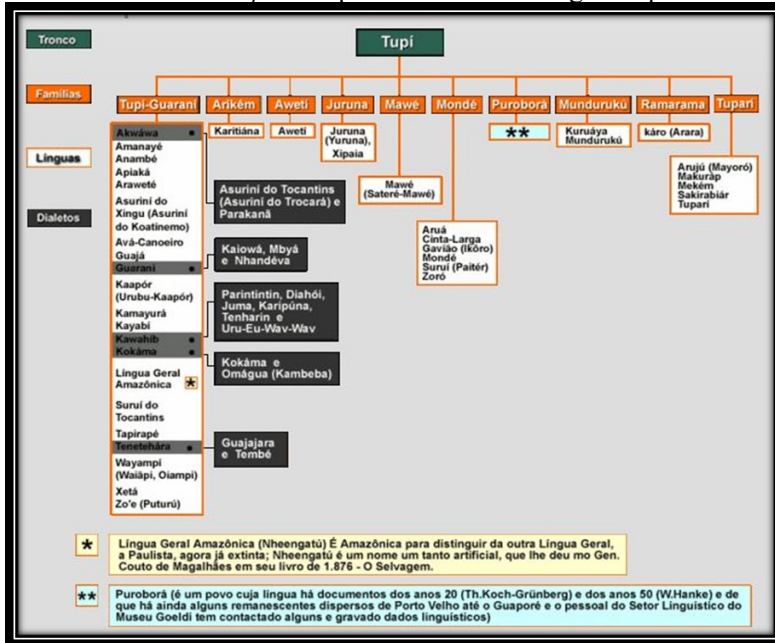 Tronco
Tupí
Famílias
Tupi-Guaraní
Arikém
Awetí
Juruna
Mawé
Mondé
Puroborá
Mundurukú
Ramarama
Tuparí
Línguas
Dialetos
Akwáwa
Amanayé
Anambé
Apiaká
Araweté
Asuriní do
Xingu (Asuriní
do Koatinemo)
Avá-Canoeiro
Guajá
Guaraní
Kaapór
(Urubu-Kaapór)
Kamayurá
Kayabí
Kawahíb
Kokáma
Língua Geral
Amazônica *
Suruí do
Tocantins
Tapirapé
Tenetehára
Wayampí
(Waiãpi, Oiampi)
Xetá
Zo'e (Puturú)
Asuriní do Tocantins
(Asuriní do Trocará) e
Parakanã
Kaiowá, Mbyá
e Nhandéva
Parintintin, Diahói,
Juma, Karipúna,
Tenharin e
Uru-Eu-Wav-Wav
Kokáma e
Omágua (Kambeba)
Guajajara
e Tembé
Karitiána
Awetí
Juruna
(Yuruna),
Xipaia
Mawé
(Sateré-Mawé)
Aruá
Cinta-Larga
Gavião (Ikõro)
Mondé
Suruí (Paitér)
Zoró
**
Kuruáya
Mundurukú
káro (Arara)
Arujú (Mayoró)
Makuráp
Mekém
Sakirabiár
Tuparí
* Língua Geral Amazônica (Nheengatú) É Amazônica para distinguir da outra Língua Geral,
a Paulista, agora já extinta; Nheengatú é um nome um tanto artificial, que lhe deu mo Gen.
Couto de Magalhães em seu livro de 1.876 - O Selvagem.
** Puroborá (é um povo cuja língua há documentos dos anos 20 (Th.Koch-Grünberg) e dos anos 50 (W.Hanke) e de
que há ainda alguns remanescentes dispersos de Porto Velho até o Guaporé e o pessoal do Setor Linguístico do
Museu Goeldi tem contactado alguns e gravado dados linguísticos)